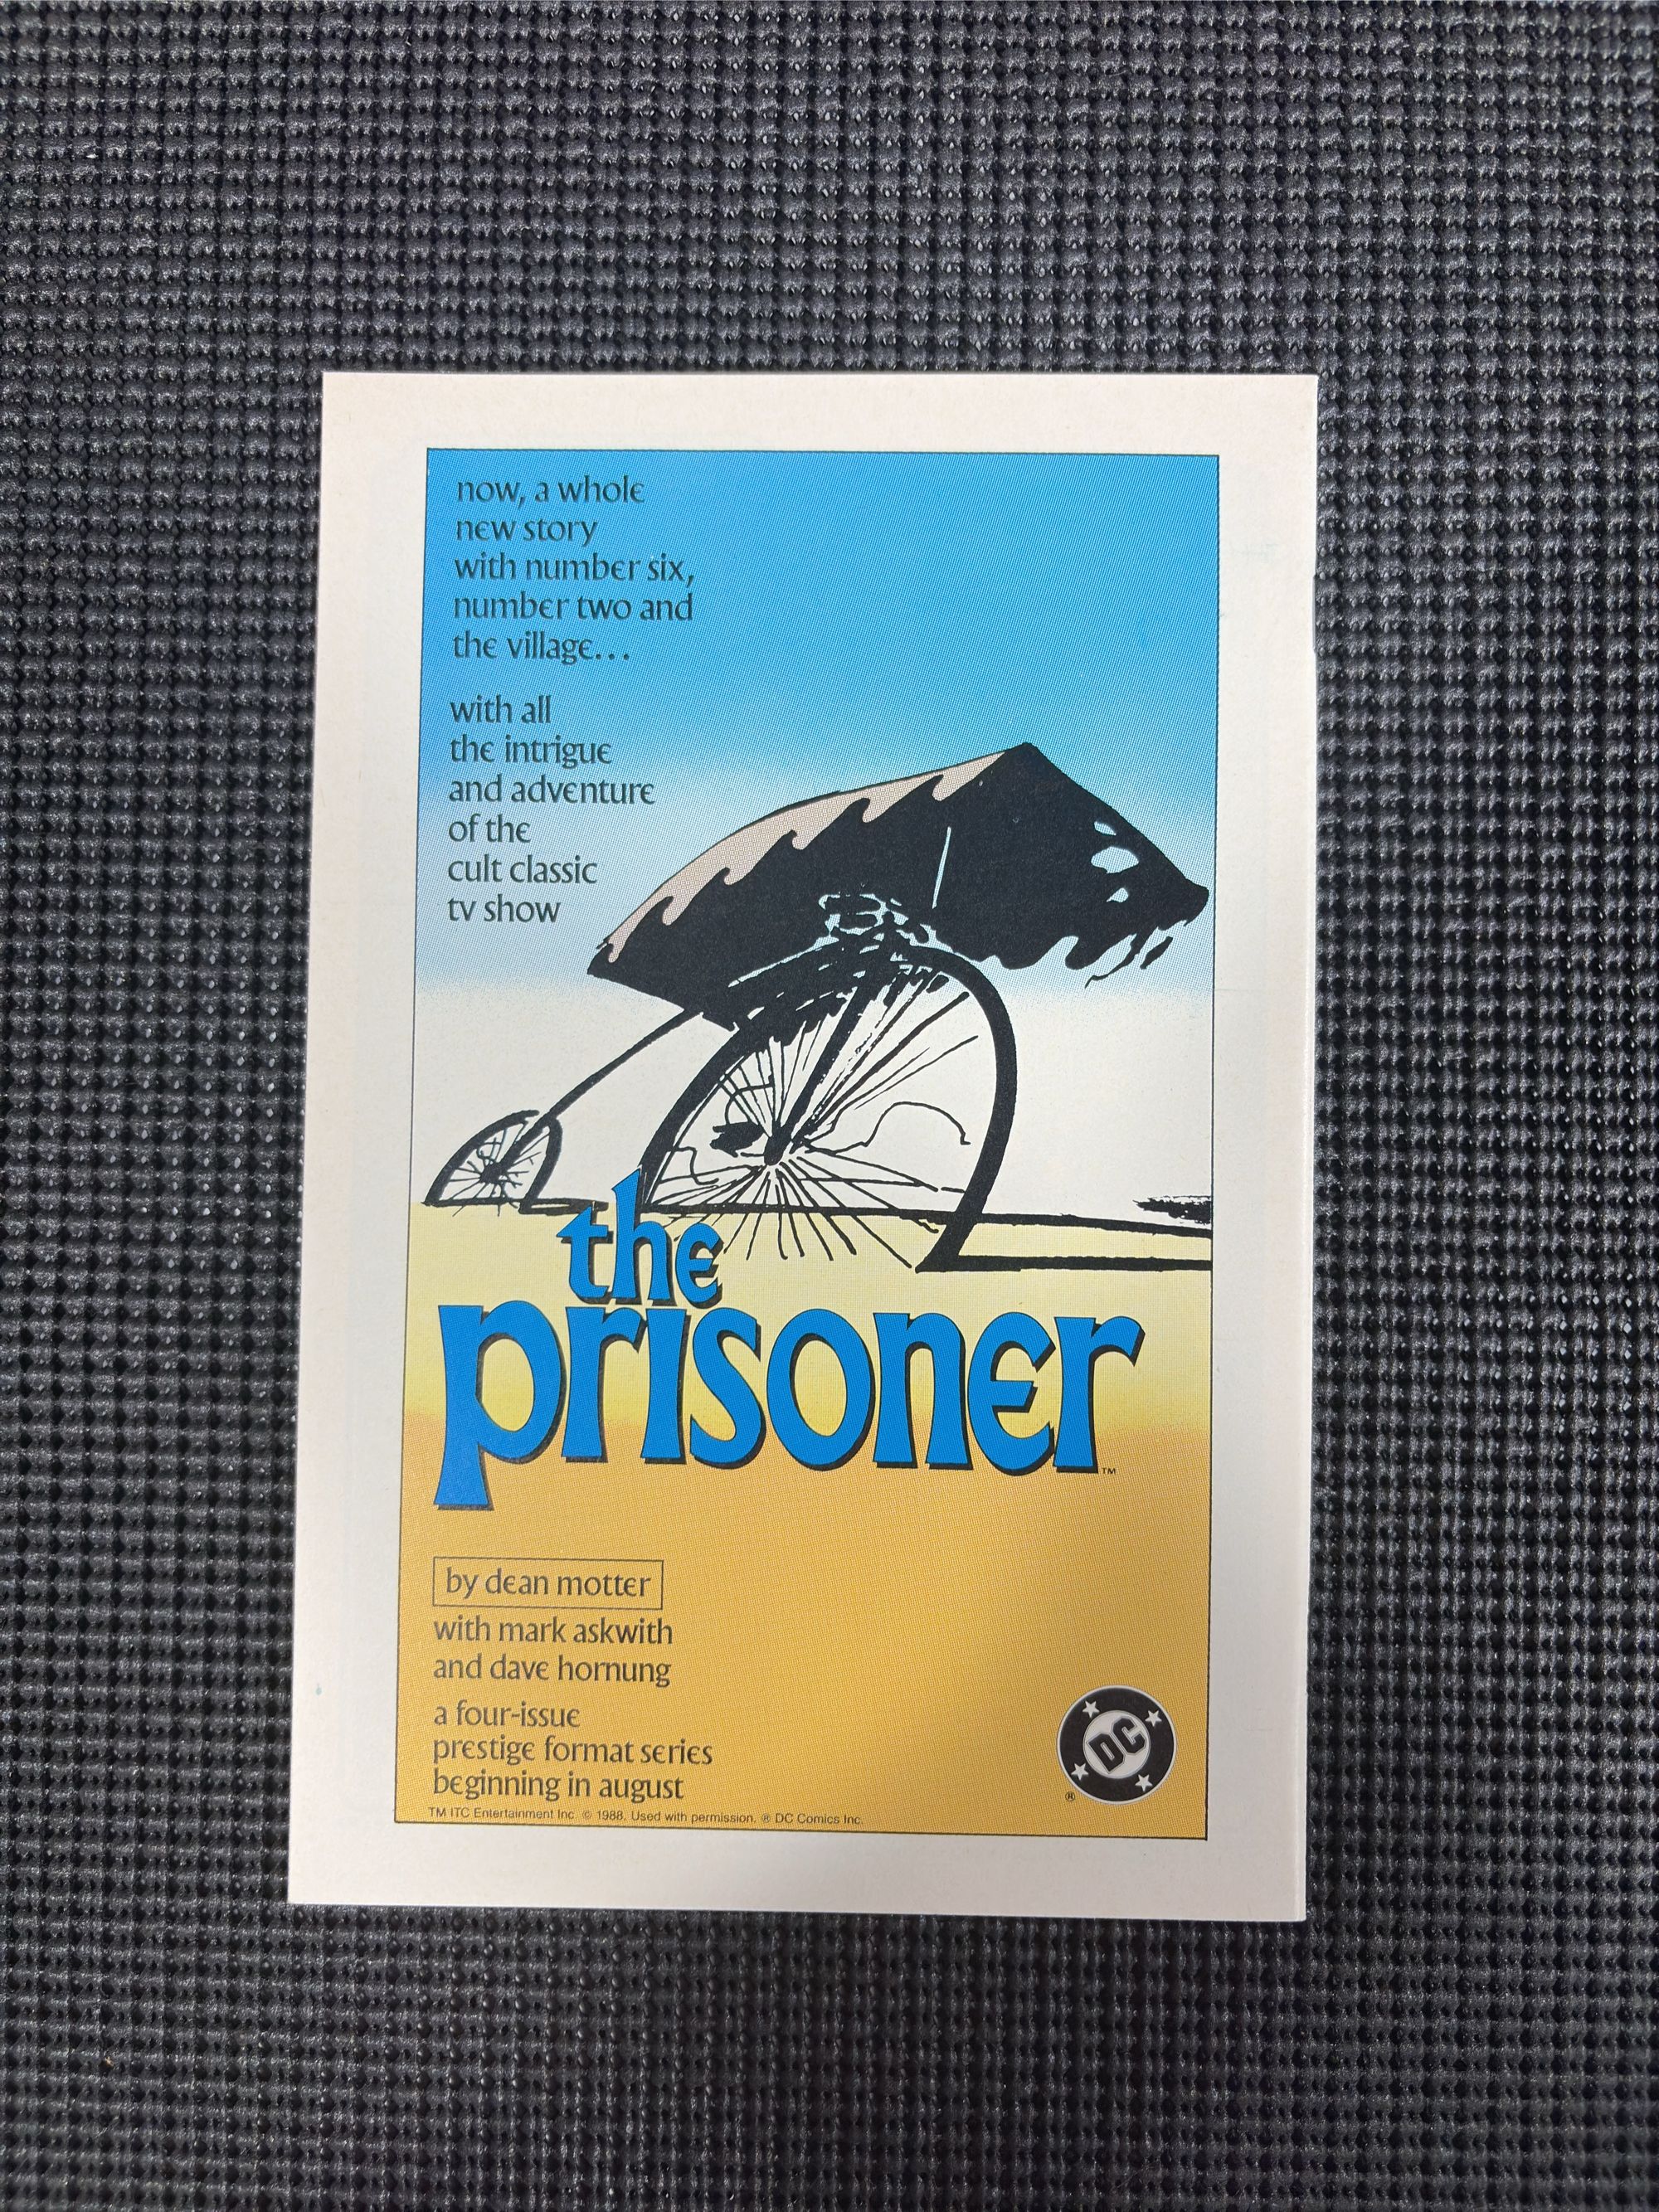 now, a whole
new story
with number six,
number two and
the village...
with all
the intrigue
and adventure
of the
cult classic
tv show
the
prisoner
™
by dean motter
with mark askwith
and dave hornung
a four-issue
prestige format series
beginning in august
DC
®
TM ITC Entertainment Inc. © 1988. Used with permission. ® DC Comics Inc.